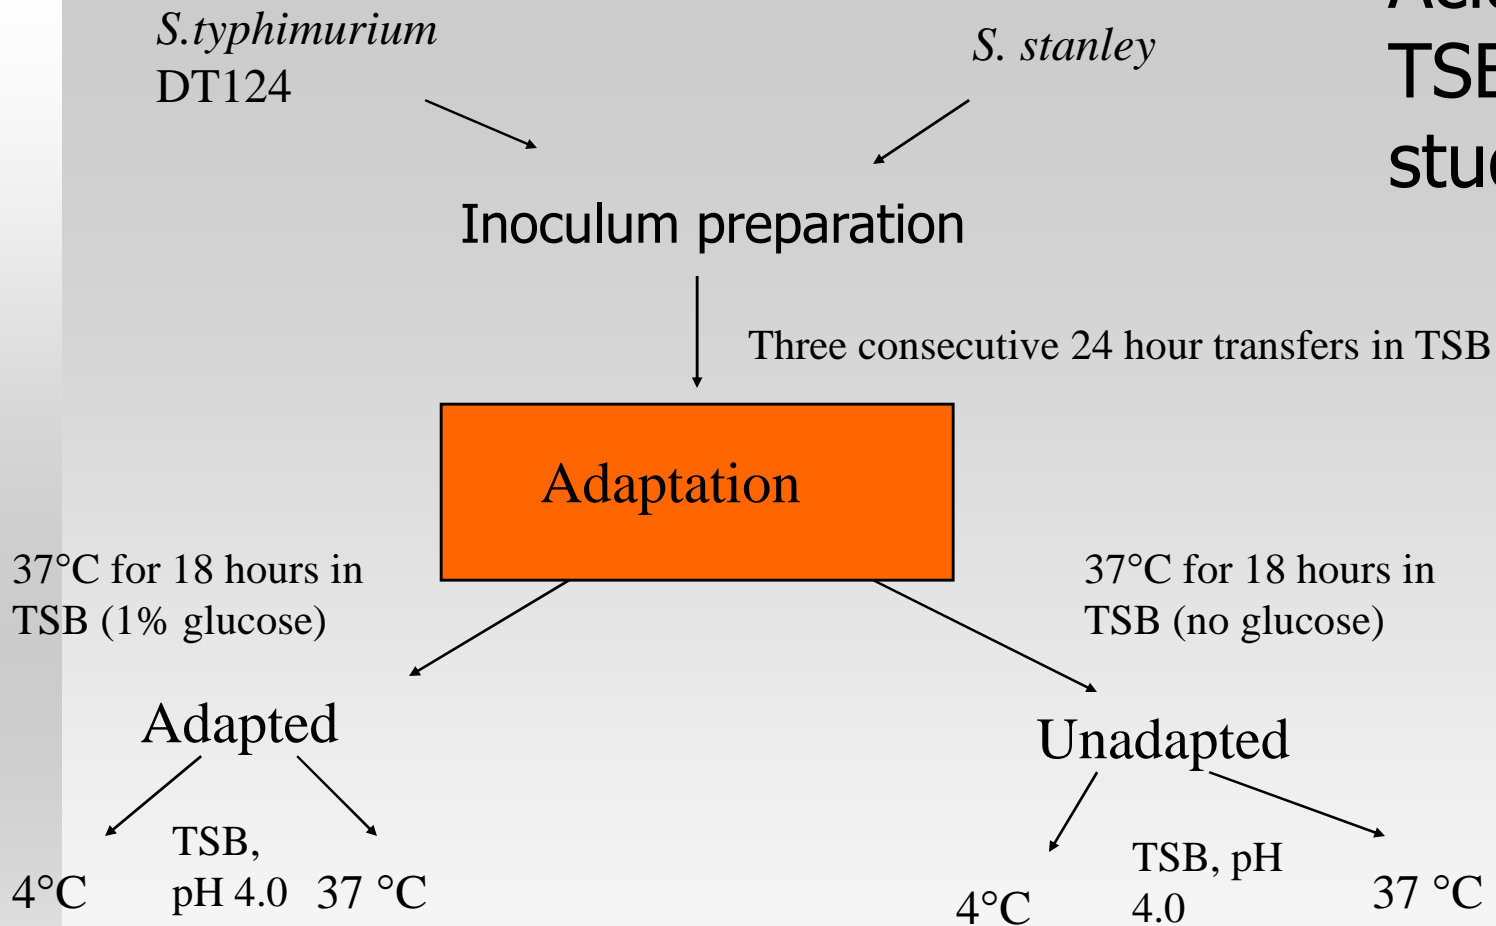 S.typhimurium
DT124
S. stanley
TSB
Inoculum preparation
Three consecutive 24 hour transfers in TSB
Adaptation
37°C for 18 hours in
TSB (1% glucose)
37°C for 18 hours in
TSB (no glucose)
Adapted
Unadapted
TSB,
pH 4.0
4°C
37 °C
TSB, pH
4.0
4°C
37 °C